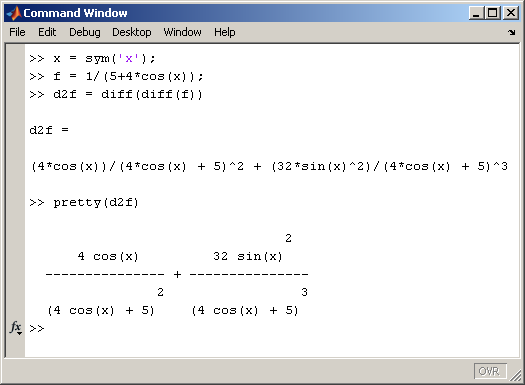 Command Window
File Edit Debug Desktop Window Help
>> x = sym('x');
>> f = 1/(5+4*cos(x));
>> d2f = diff(diff(f))
d2f =
(4*cos(x))/(4*cos(x) + 5)^2 + (32*sin(x)^2)/(4*cos(x) + 5)^3
>> pretty(d2f)
2
4 cos(x) 32 sin(x)
--------------- + ---------------
2 3
(4 cos(x) + 5) (4 cos(x) + 5)
fx >>
OVR